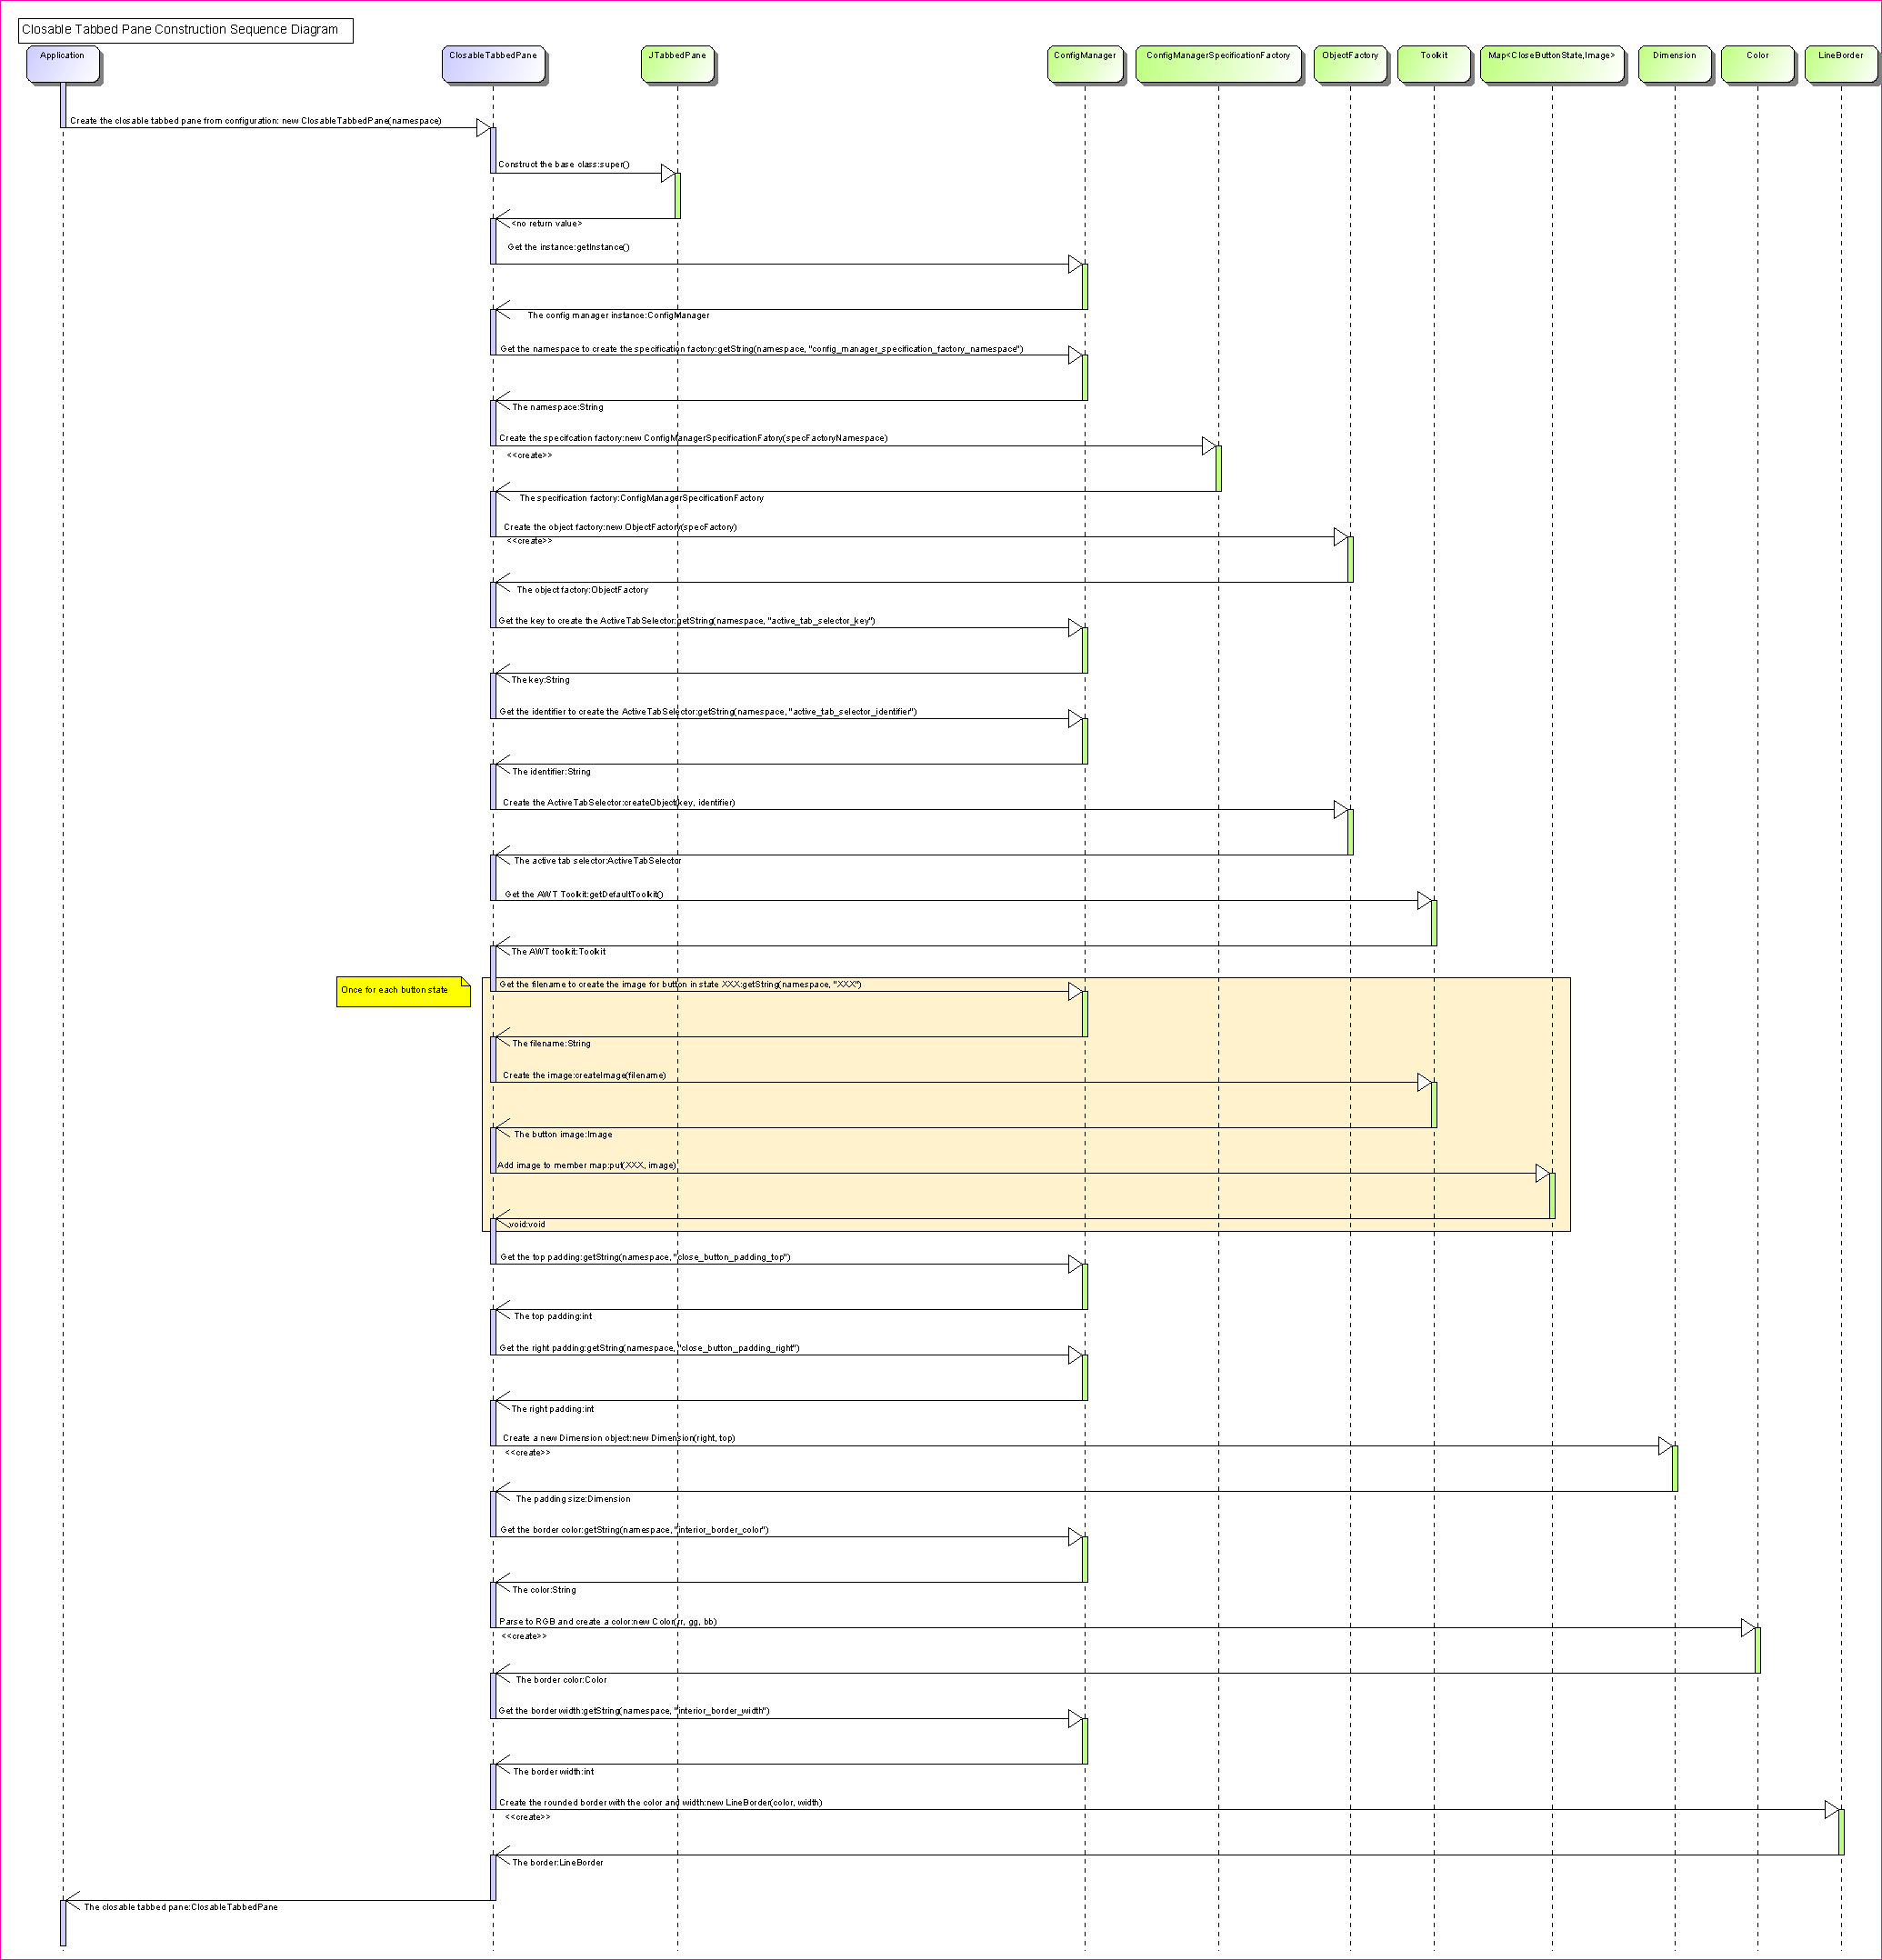 Closable Tabbed Pane Construction Sequence Diagram
Application
ClosableTabbedPane
JTabbedPane
ConfigManager
ConfigManagerSpecificationFactory
ObjectFactory
Toolkit
Map<CloseButtonState,Image>
Dimension
Color
LineBorder
Create the closable tabbed pane from configuration: new ClosableTabbedPane(namespace)
Construct the base class:super()
<no return value>
Get the instance:getInstance()
The config manager instance:ConfigManager
Get the namespace to create the specification factory:getString(namespace, "config_manager_specification_factory_namespace")
The namespace:String
Create the specifcation factory:new ConfigManagerSpecificationFatory(specFactoryNamespace)
<<create>>
The specification factory:ConfigManagerSpecificationFactory
Create the object factory:new ObjectFactory(specFactory)
<<create>>
The object factory:ObjectFactory
Get the key to create the ActiveTabSelector:getString(namespace, "active_tab_selector_key")
The key:String
Get the identifier to create the ActiveTabSelector:getString(namespace, "active_tab_selector_identifier")
The identifier:String
Create the ActiveTabSelector:createObject(key, identifier)
The active tab selector:ActiveTabSelector
Get the AWT Toolkit:getDefaultToolkit()
The AWT toolkit:Toolkit
Once for each button state
Get the filename to create the image for button in state XXX:getString(namespace, "XXX")
The filename:String
Create the image:createImage(filename)
The button image:Image
Add image to member map:put(XXX, image)
void:void
Get the top padding:getString(namespace, "close_button_padding_top")
The top padding:int
Get the right padding:getString(namespace, "close_button_padding_right")
The right padding:int
Create a new Dimension object:new Dimension(right, top)
<<create>>
The padding size:Dimension
Get the border color:getString(namespace, "interior_border_color")
The color:String
Parse to RGB and create a color:new Color(rr, gg, bb)
<<create>>
The border color:Color
Get the border width:getString(namespace, "interior_border_width")
The border width:int
Create the rounded border with the color and width:new LineBorder(color, width)
<<create>>
The border:LineBorder
The closable tabbed pane:ClosableTabbedPane